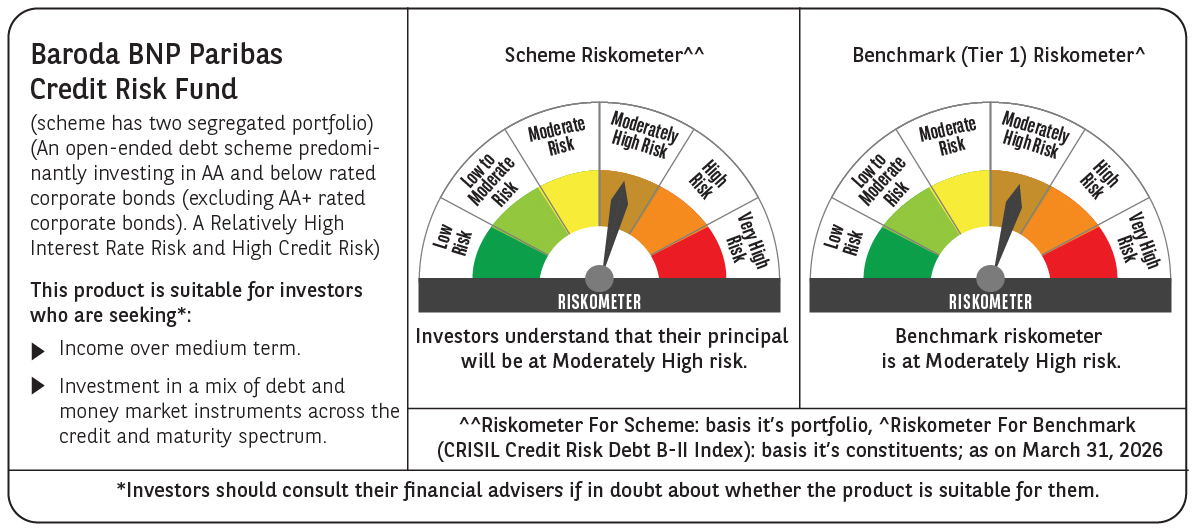 Baroda BNP Paribas
Credit Risk Fund
(scheme has two segregated portfolio)
(An open-ended debt scheme predomi-
nantly investing in AA and below rated
corporate bonds (excluding AA+ rated
corporate bonds). A Relatively High
Interest Rate Risk and High Credit Risk)
This product is suitable for investors
who are seeking*:
Income over medium term.
Investment in a mix of debt and
money market instruments across the
credit and maturity spectrum.
Scheme Riskometer^^
Low
Risk
Low to
Moderate
Risk
Moderate
Risk
Moderately
High Risk
High
Risk
Very High
Risk
RISKOMETER
Investors understand that their principal
will be at Moderately High risk.
Benchmark (Tier 1) Riskometer^
Low
Risk
Low to
Moderate
Risk
Moderate
Risk
Moderately
High Risk
High
Risk
Very High
Risk
RISKOMETER
Benchmark riskometer
is at Moderately High risk.
^^Riskometer For Scheme: basis it's portfolio, ^Riskometer For Benchmark
(CRISIL Credit Risk Debt B-II Index): basis it's constituents; as on March 31, 2026
*Investors should consult their financial advisers if in doubt about whether the product is suitable for them.